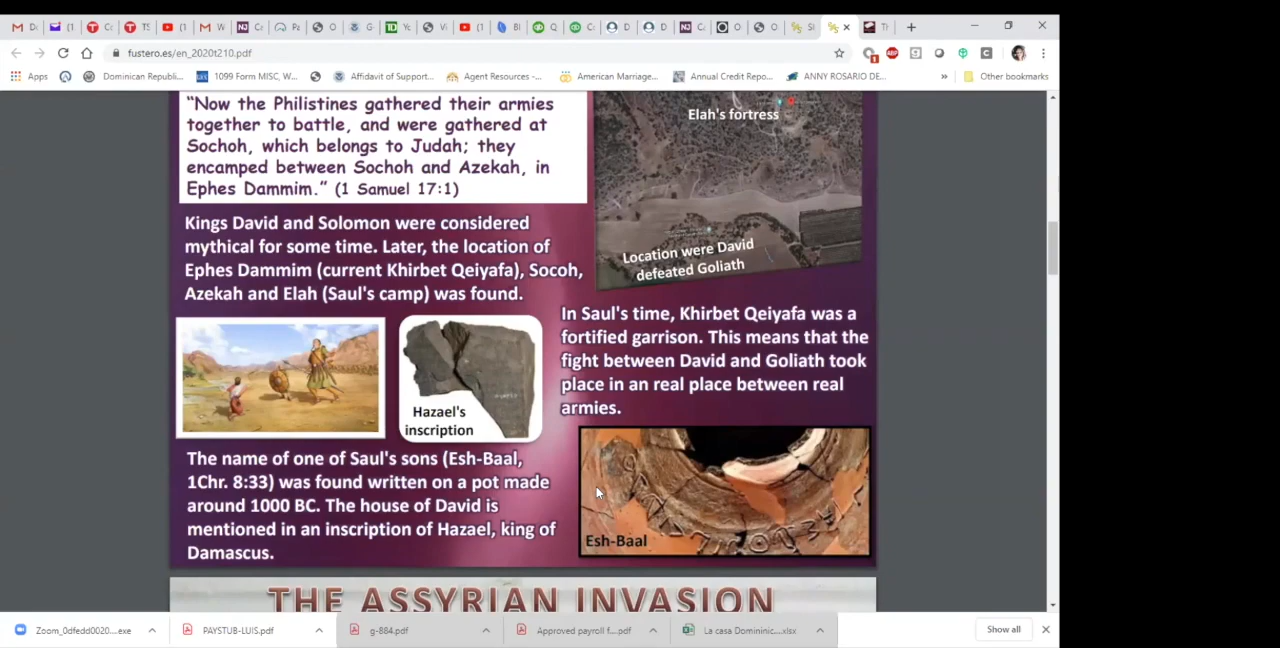 fustero.es/en_2020t210.pdf
Apps
Dominican Republi...
1099 Form MISC, W...
Affidavit of Support...
Agent Resources -...
American Marriage...
Annual Credit Repo...
ANNY ROSARIO DE...
»
Other bookmarks
“Now the Philistines gathered their armies
together to battle, and were gathered at
Sochoh, which belongs to Judah; they
encamped between Sochoh and Azekah, in
Ephes Dammim.” (1 Samuel 17:1)
Elah's fortress
Location were David
defeated Goliath
Kings David and Solomon were considered
mythical for some time. Later, the location of
Ephes Dammim (current Khirbet Qeiyafa), Socoh,
Azekah and Elah (Saul's camp) was found.
In Saul's time, Khirbet Qeiyafa was a
fortified garrison. This means that the
fight between David and Goliath took
place in an real place between real
armies.
Hazael's
inscription
The name of one of Saul's sons (Esh-Baal,
1Chr. 8:33) was found written on a pot made
around 1000 BC. The house of David is
mentioned in an inscription of Hazael, king of
Damascus.
Esh-Baal
THE ASSYRIAN INVASION
Zoom_0dfedd0020....exe
PAYSTUB-LUIS.pdf
g-884.pdf
Approved payroll f....pdf
La casa Domininic....xlsx
Show all